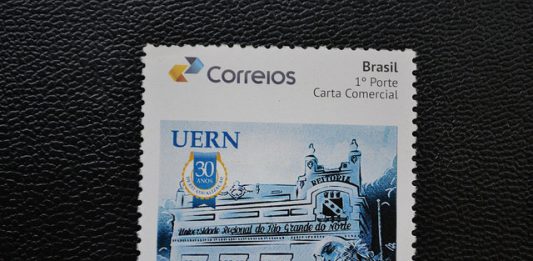 Correios
Brasil
1º Porte
Carta Comercial
UERN
30
ANOS
REITORIA
Universidade Regional do Rio Grande do Norte